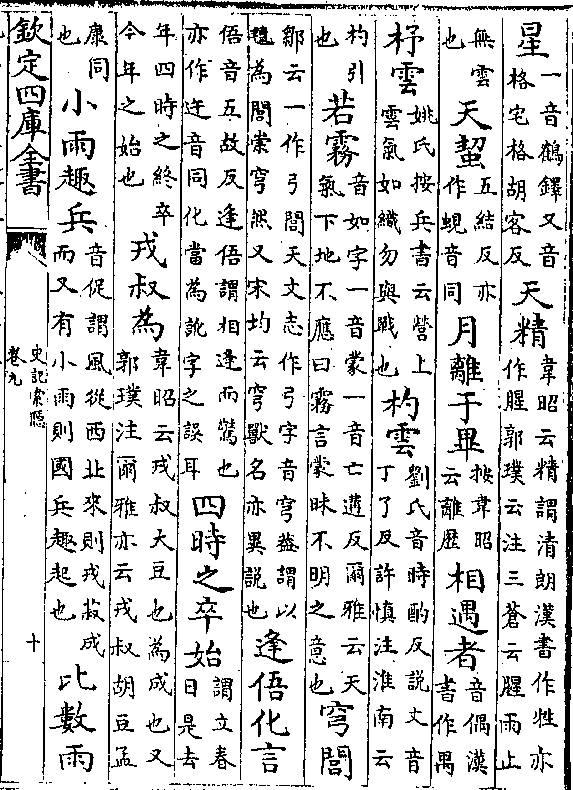 星一音鶴鐸又音格宅格胡客反天精韋昭云精謂清朗漢書作甠亦作腥郭璞云注三蒼云腥雨止
無雲也天蛪五結反亦作蜺音同月離于畢按韋昭云離歷相遇者音偶漢書作禺
杼雲姚氏按兵書云營上雲氣如織勿與戰也杓雲劉氏音時酌反説文音丁了反許慎注淮南云
杓引也若霧音如字一音蒙一音亡遘反爾雅云天氣下地不應曰霧言蒙昧不明之意也穹閭
鄒云一作弓閭天文志作弓字音穹蓋謂以氊為閭崇穹然又宋均云穹獸名亦異説也逢俉化言
俉音五故反逢俉謂相逢而驚也亦作迕音同化當為訛字之誤耳四時之卒始謂立春日是去
年四時之終卒今年之始也戎叔為韋昭云戎叔大豆也為成也又郭璞注爾雅亦云戎叔胡豆孟
康同也小雨趣兵音促謂風從西北來則戎菽成而又有小雨則國兵趣起也比數雨
欽定四庫全書
史記索隱
卷九
十